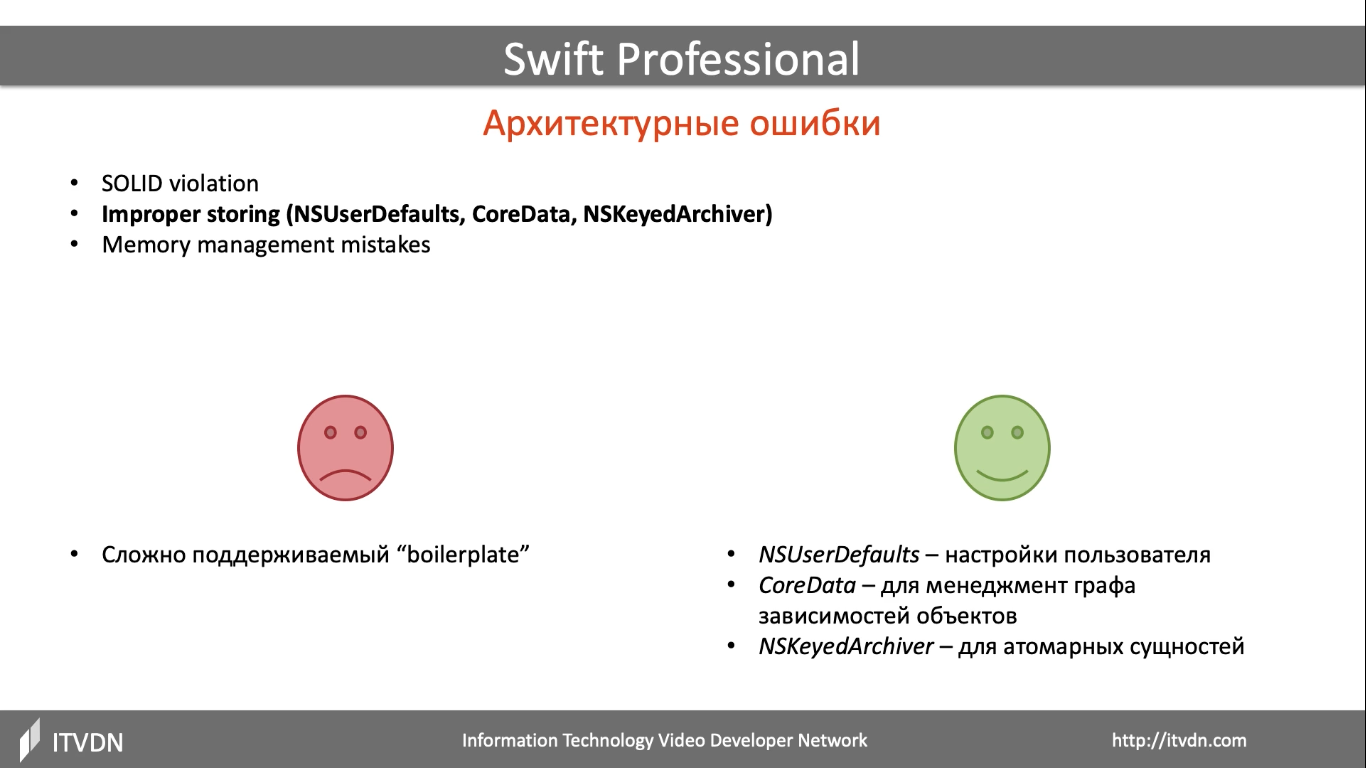 Swift Professional
Архитектурные ошибки
• SOLID violation
• Improper storing (NSUserDefaults, CoreData, NSKeyedArchiver)
• Memory management mistakes
• Сложно поддерживаемый “boilerplate”
• NSUserDefaults – настройки пользователя
• CoreData – для менеджмент графа
зависимостей объектов
• NSKeyedArchiver – для атомарных сущностей
ITVDN
Information Technology Video Developer Network
http://itvdn.com